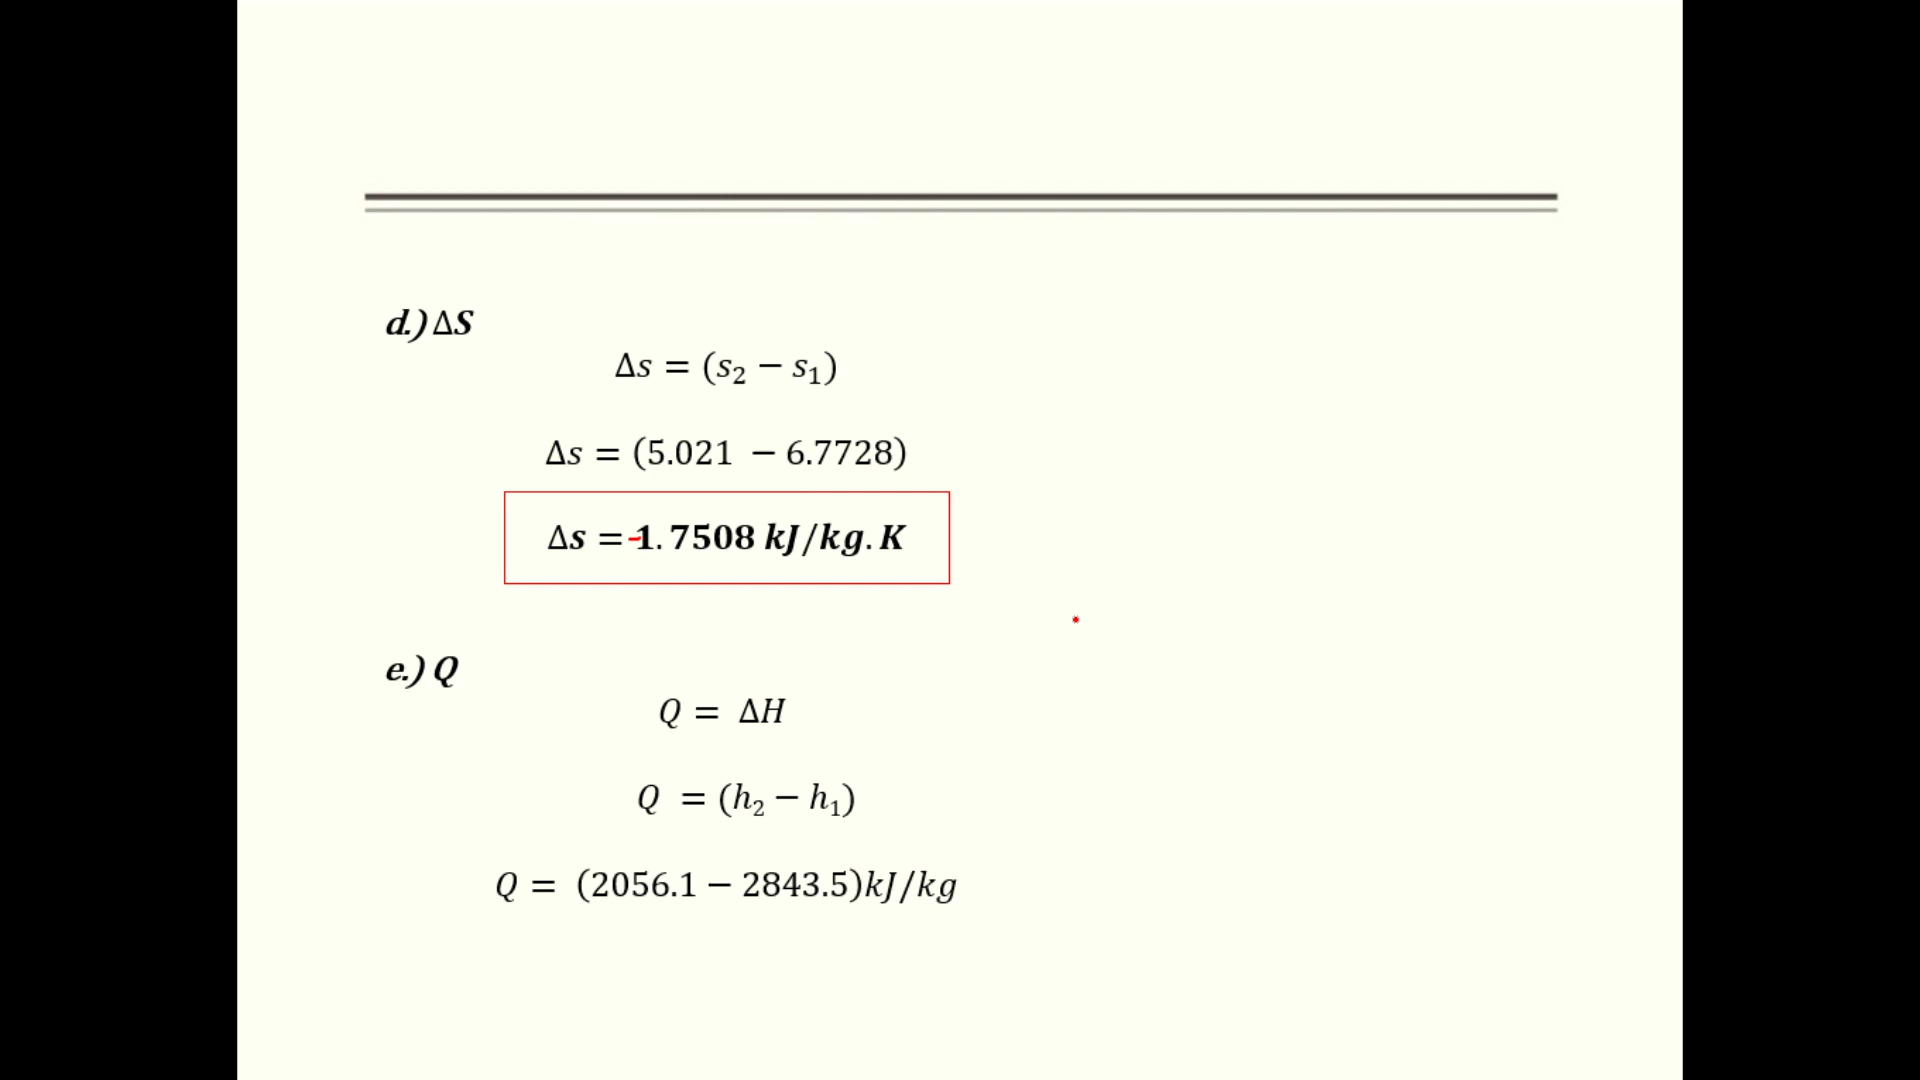 d.) ΔS
Δs = (s₂ − s₁)
Δs = (5.021 − 6.7728)
Δs = -1.7508 kJ/kg.K
e.) Q
Q = ΔH
Q = (h₂ − h₁)
Q = (2056.1 − 2843.5)kJ/kg